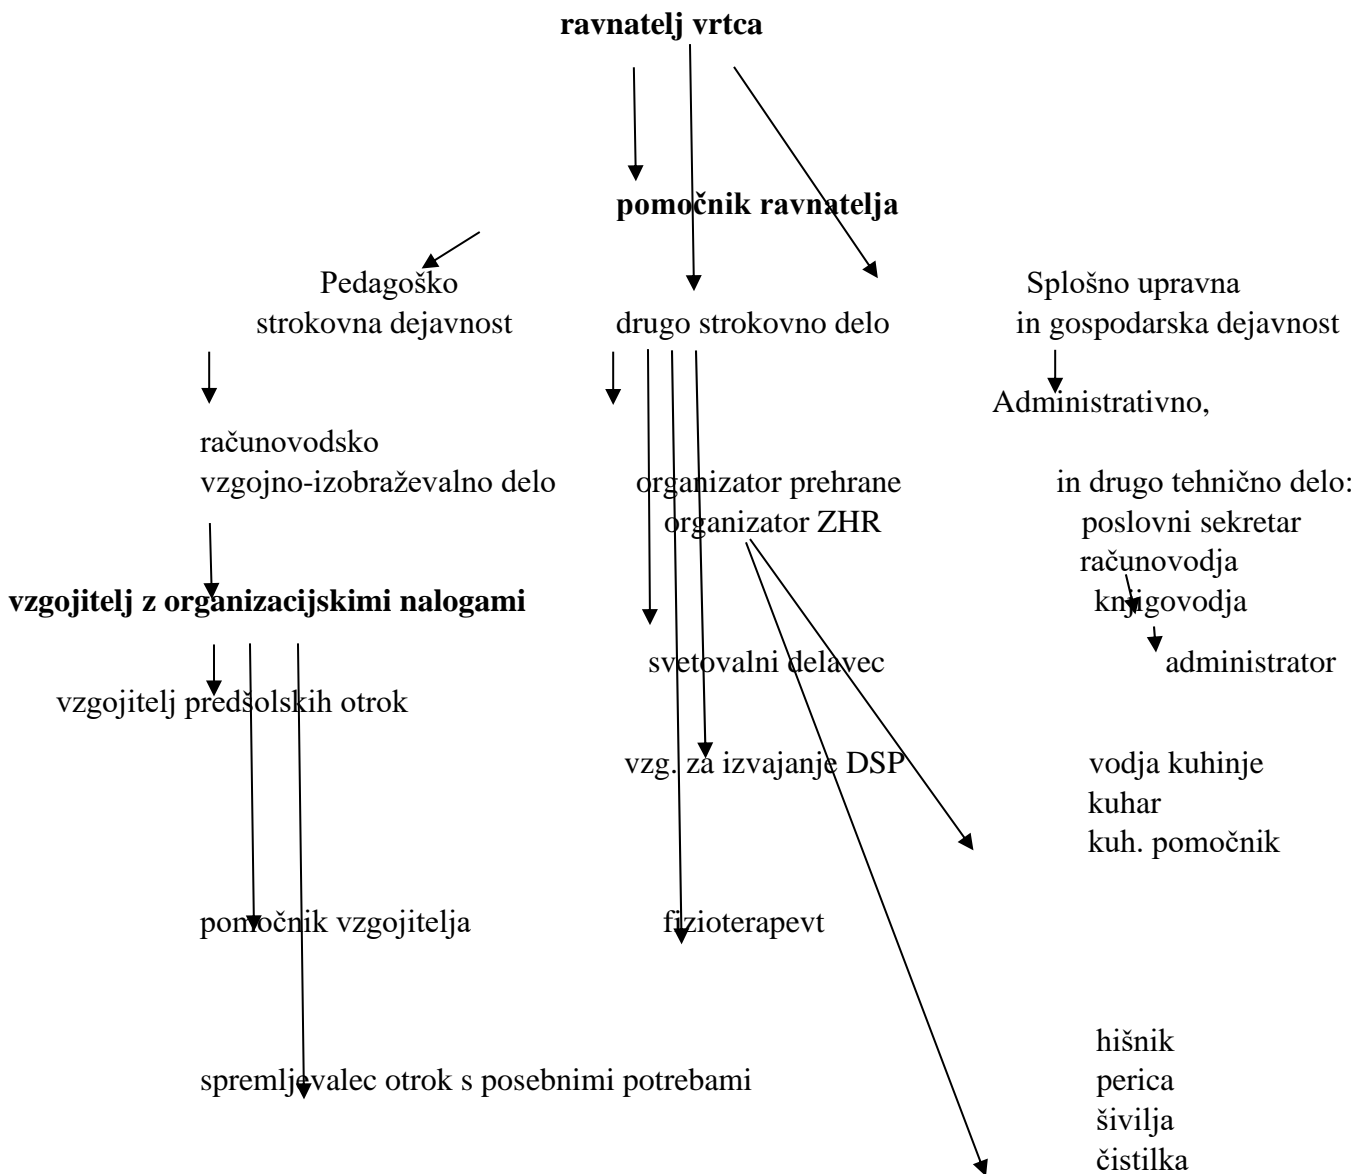 ravnatelj vrtca
pomočnik ravnatelja
Pedagoško Splošno upravna
strokovna dejavnost drugo strokovno delo in gospodarska dejavnost
Administrativno,
računovodsko
vzgojno-izobraževalno delo organizator prehrane in drugo tehnično delo:
organizator ZHR poslovni sekretar
računovodja
vzgojitelj z organizacijskimi nalogami knjigovodja
svetovalni delavec administrator
vzgojitelj predšolskih otrok
vzg. za izvajanje DSP vodja kuhinje
kuhar
kuh. pomočnik
pomočnik vzgojitelja fizioterapevt
hišnik
spremljevalec otrok s posebnimi potrebami perica
šivilja
čistilka